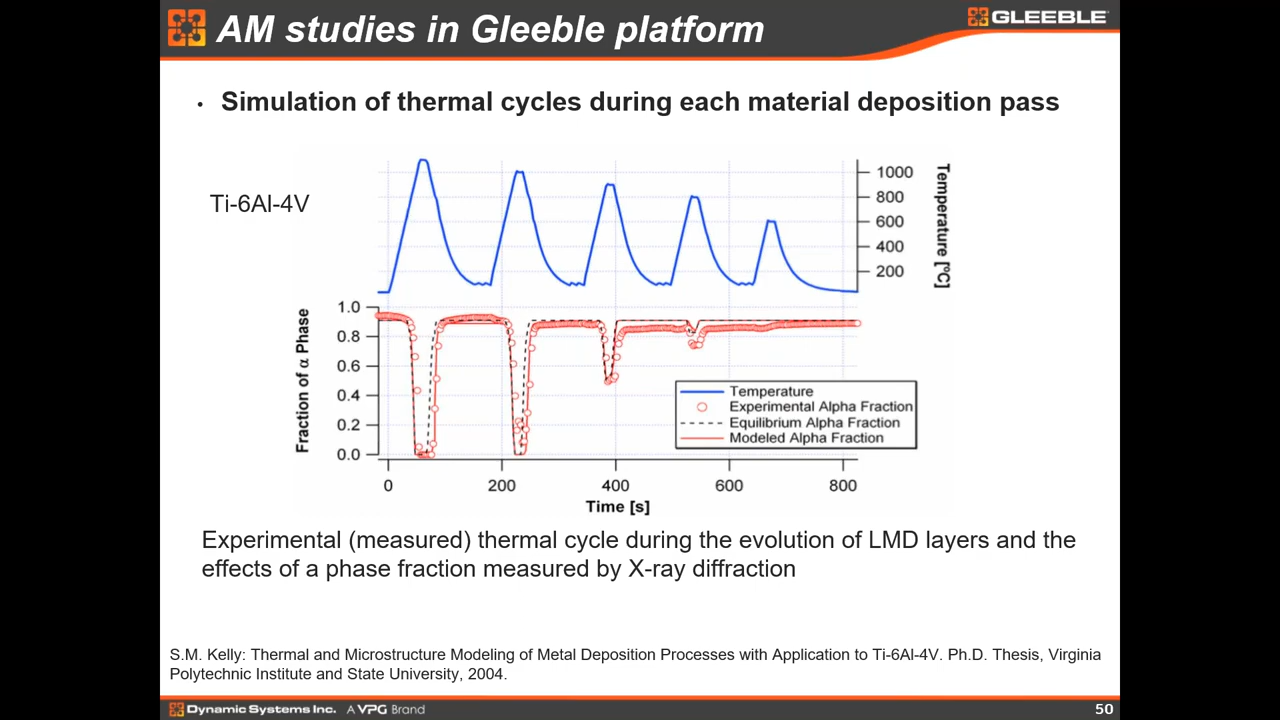 AM studies in Gleeble platform
GLEEBLE
• Simulation of thermal cycles during each material deposition pass
Ti-6Al-4V
1000
800
600
400
200
Temperature [ºC]
1.0
0.8
0.6
0.4
0.2
0.0
Fraction of α Phase
Temperature
Experimental Alpha Fraction
Equilibrium Alpha Fraction
Modeled Alpha Fraction
0 200 400 600 800
Time [s]
Experimental (measured) thermal cycle during the evolution of LMD layers and the
effects of a phase fraction measured by X-ray diffraction
S.M. Kelly: Thermal and Microstructure Modeling of Metal Deposition Processes with Application to Ti-6Al-4V. Ph.D. Thesis, Virginia
Polytechnic Institute and State University, 2004.
Dynamic Systems Inc. A VPG Brand
50